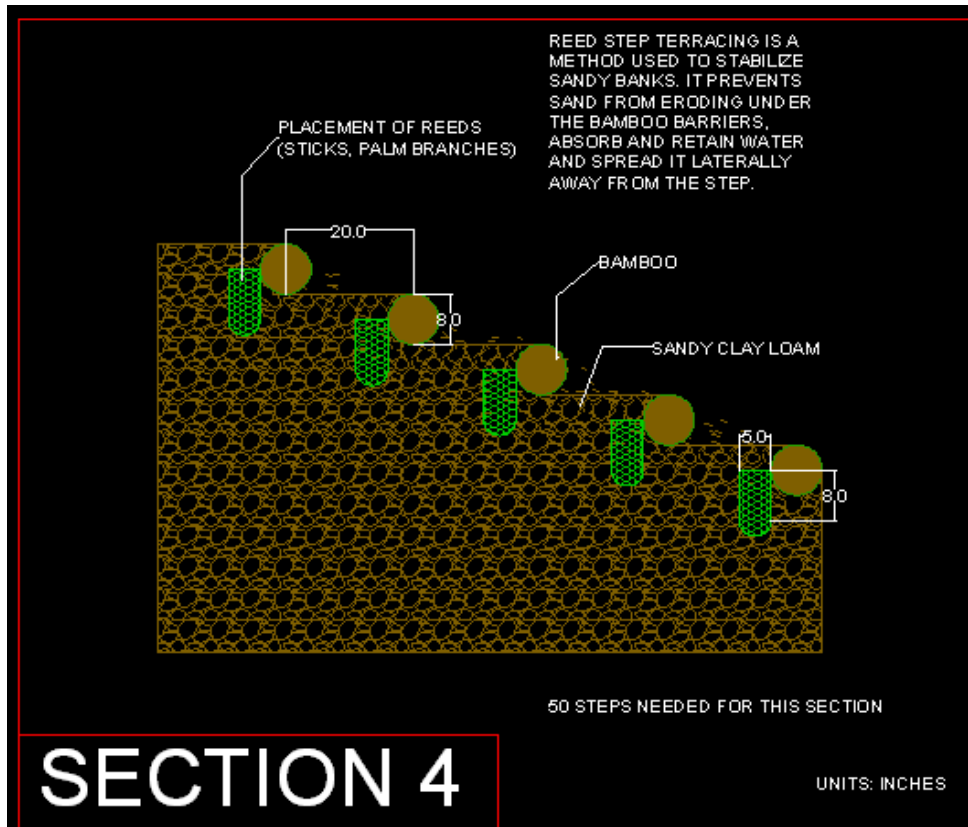 REED STEP TERRACING IS A
METHOD USED TO STABILIZE
SANDY BANKS. IT PREVENTS
SAND FROM ERODING UNDER
THE BAMBOO BARRIERS,
ABSORB AND RETAIN WATER
AND SPREAD IT LATERALLY
AWAY FROM THE STEP.
PLACEMENT OF REEDS
(STICKS, PALM BRANCHES)
20.0
BAMBOO
8.0
SANDY CLAY LOAM
5.0
8.0
50 STEPS NEEDED FOR THIS SECTION
SECTION 4
UNITS: INCHES